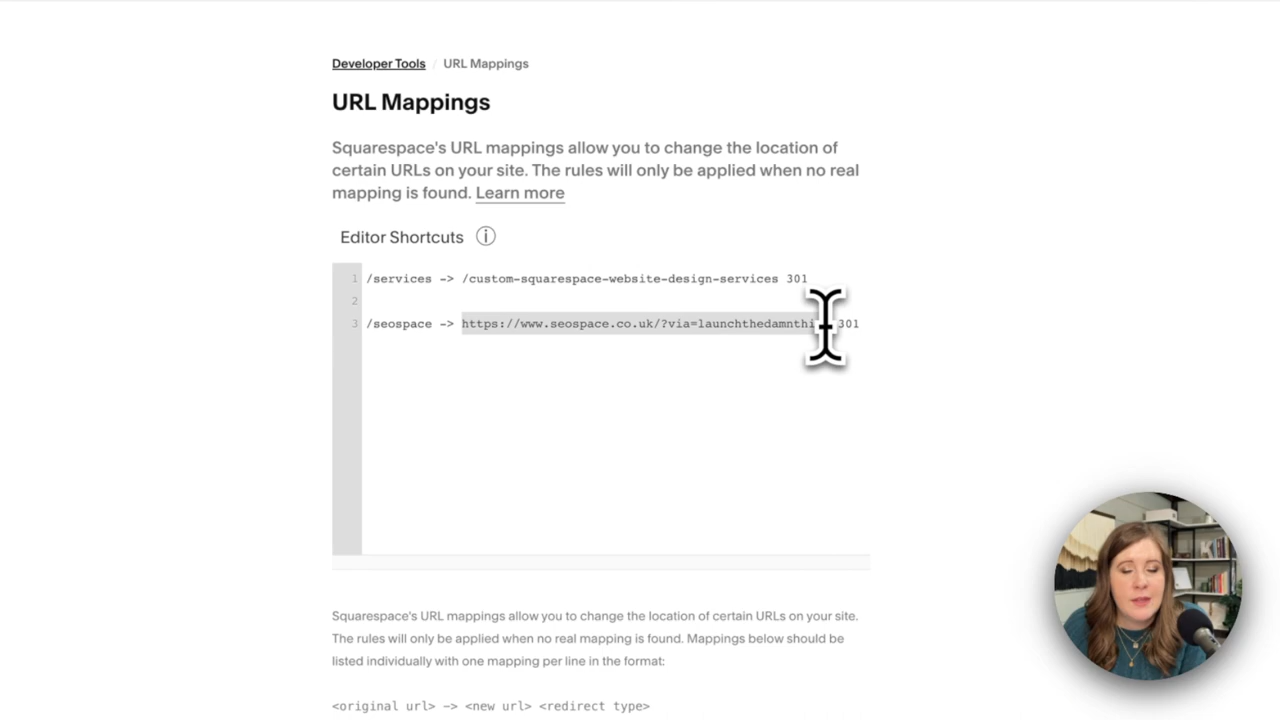 Developer Tools / URL Mappings
URL Mappings
Squarespace's URL mappings allow you to change the location of
certain URLs on your site. The rules will only be applied when no real
mapping is found. Learn more
Editor Shortcuts
1 /services -> /custom-squarespace-website-design-services 301
2
3 /seospace -> https://www.seospace.co.uk/?via=launchthedamnthi 301
Squarespace's URL mappings allow you to change the location of certain URLs on your site.
The rules will only be applied when no real mapping is found. Mappings below should be
listed individually with one mapping per line in the format:
<original url> -> <new url> <redirect type>